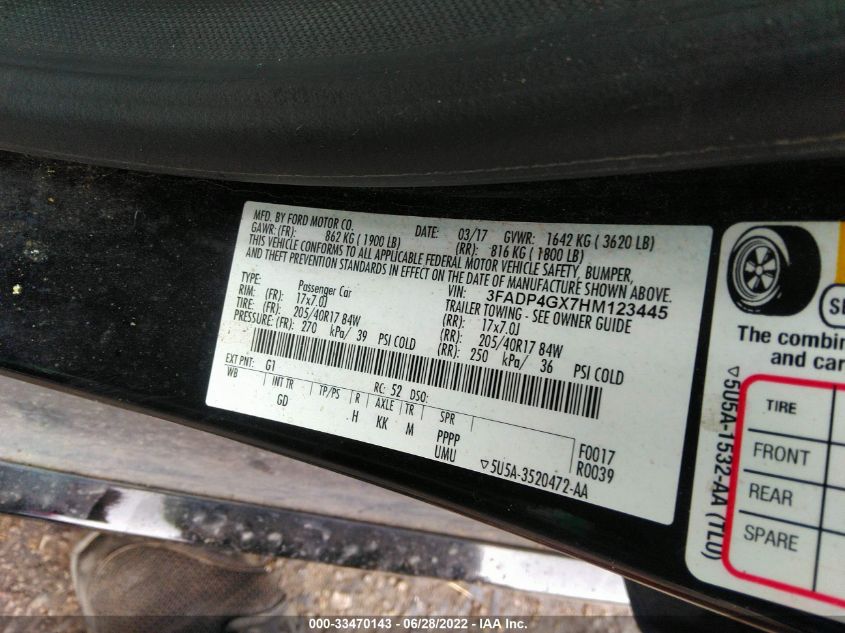 MFD. BY FORD MOTOR CO. DATE: 03/17 GVWR: 1642 KG ( 3620 LB)
GAWR: (FR): 862 KG ( 1900 LB) (RR): 816 KG ( 1800 LB)
THIS VEHICLE CONFORMS TO ALL APPLICABLE FEDERAL MOTOR VEHICLE SAFETY, BUMPER,
AND THEFT PREVENTION STANDARDS IN EFFECT ON THE DATE OF MANUFACTURE SHOWN ABOVE.
VIN: 3FADP4GX7HM123445
TYPE: Passenger Car TRAILER TOWING - SEE OWNER GUIDE
RIM: (FR): 17x7.0J (RR): 17x7.0J
TIRE: (FR): 205/40R17 84W (RR): 205/40R17 84W
PRESSURE: (FR): 270 kPa/ 39 PSI COLD (RR): 250 kPa/ 36 PSI COLD
EXT PNT: G1 RC: 52 DSO:
WB INT TR TP/PS R AXLE TR SPR
GD H KK M PPPP F0017
UMU R0039
▽5U5A-3520472-AA
The combin
and car
▽5U5A-1532-AA (7L0)
TIRE
FRONT
REAR
SPARE
000-33470143 - 06/28/2022 - IAA Inc.